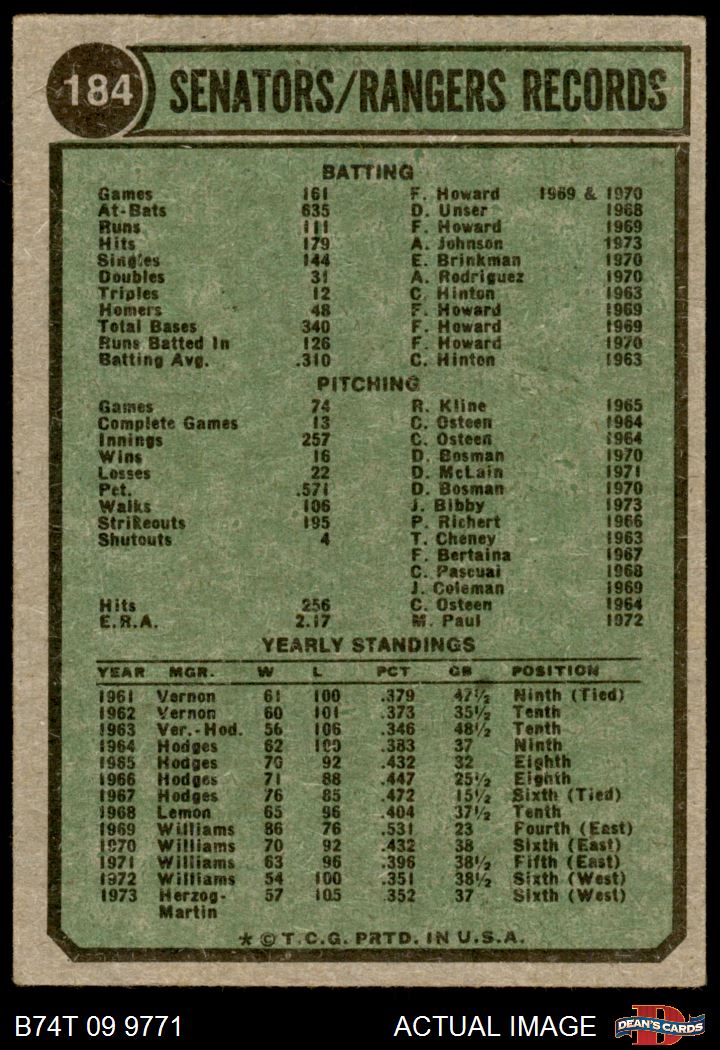 184 SENATORS/RANGERS RECORDS
BATTING
Games 161 F. Howard 1969 & 1970
At-Bats 635 D. Unser 1968
Runs 111 F. Howard 1969
Hits 179 A. Johnson 1973
Singles 144 E. Brinkman 1970
Doubles 31 A. Rodriguez 1970
Triples 12 C. Hinton 1963
Homers 48 F. Howard 1969
Total Bases 340 F. Howard 1969
Runs Batted In 126 F. Howard 1970
Batting Avg. .310 C. Hinton 1963
PITCHING
Games 74 R. Kline 1965
Complete Games 13 C. Osteen 1964
Innings 257 C. Osteen 1964
Wins 16 D. Bosman 1970
Losses 22 D. McLain 1971
Pct. .571 D. Bosman 1970
Walks 106 J. Bibby 1973
Strikeouts 195 P. Richert 1966
Shutouts 4 T. Cheney 1963
F. Bertaina 1967
C. Pascual 1968
J. Coleman 1969
Hits 256 C. Osteen 1964
E.R.A. 2.17 M. Paul 1972
YEARLY STANDINGS
YEAR MGR. W L PCT GB POSITION
1961 Vernon 61 100 .379 47½ Ninth (Tied)
1962 Vernon 60 101 .373 35½ Tenth
1963 Ver.-Hod. 56 106 .346 48½ Tenth
1964 Hodges 62 100 .383 37 Ninth
1965 Hodges 70 92 .432 32 Eighth
1966 Hodges 71 88 .447 25½ Eighth
1967 Hodges 76 85 .472 15½ Sixth (Tied)
1968 Lemon 65 96 .404 37½ Tenth
1969 Williams 86 76 .531 23 Fourth (East)
1970 Williams 70 92 .432 38 Sixth (East)
1971 Williams 63 96 .396 38½ Fifth (East)
1972 Williams 54 100 .351 38½ Sixth (West)
1973 Herzog- 57 105 .352 37 Sixth (West)
Martin
* © T.C.G. PRTD. IN U.S.A.
B74T 09 9771 ACTUAL IMAGE D DEAN'S CARDS